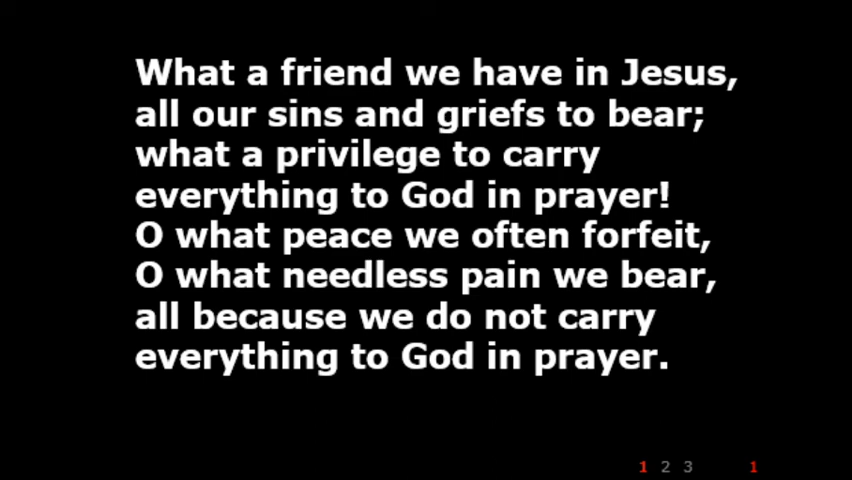 What a friend we have in Jesus,
all our sins and griefs to bear;
what a privilege to carry
everything to God in prayer!
O what peace we often forfeit,
O what needless pain we bear,
all because we do not carry
everything to God in prayer.
1 2 3 1